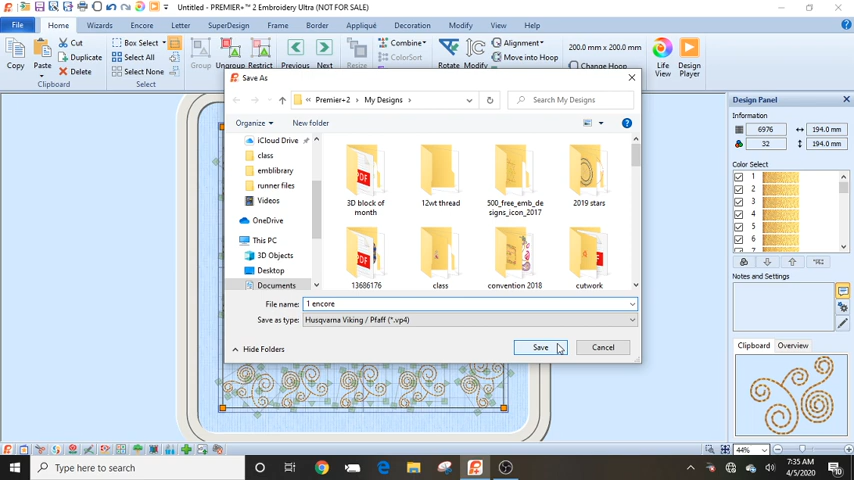 Untitled - PREMIER+™ 2 Embroidery Ultra (NOT FOR SALE)
File Home Wizards Encore Letter SuperDesign Frame Border Appliqué Decoration Modify View Help
Copy Paste
Cut
Duplicate
Delete
Clipboard
Box Select
Select All
Select None
Group Ungroup Restrict Previous Next Resize
Combine
ColorSort
Rotate Modify
Alignment
Move into Hoop
200.0 mm x 200.0 mm
Change Hoop
Life View
Design Player
Save As
« Premier+2 › My Designs ›
Search My Designs
Organize New folder
iCloud Drive
class
emblibrary
runner files
Videos
OneDrive
This PC
3D Objects
Desktop
Documents
3D block of month
12wt thread
500_free_emb_designs_icon_2017
2019 stars
13686176
class
convention 2018
cutwork
File name: 1 encore
Save as type: Husqvarna Viking / Pfaff (*.vp4)
Hide Folders
Save Cancel
Design Panel
Information
6976 194.0 mm
32 194.0 mm
Color Select
1
2
3
4
5
6
7
Notes and Settings
Clipboard Overview
44%
Type here to search
7:35 AM
4/5/2020